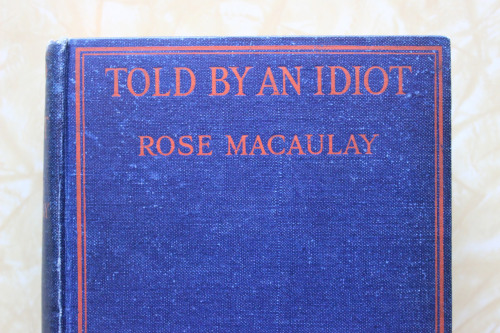 TOLD BY AN IDIOT
ROSE MACAULAY